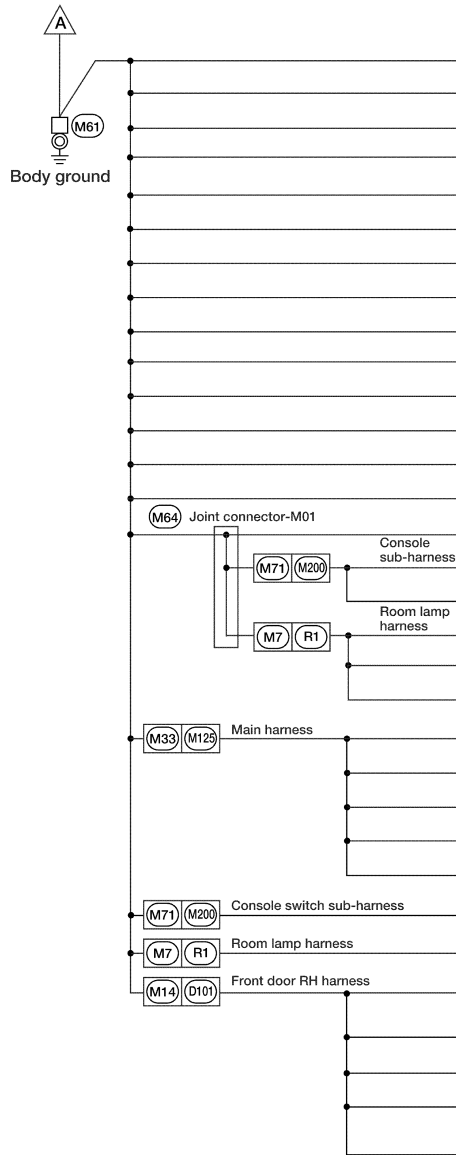 A
M61
Body ground
M64 Joint connector-M01
Console
sub-harness
M71 M200
Room lamp
harness
M7 R1
Main harness
M33 M125
Console switch sub-harness
M71 M200
Room lamp harness
M7 R1
Front door RH harness
M14 D101